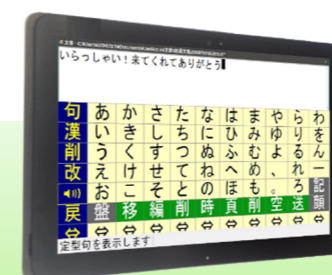 いらっしゃい！来てくれてありがとう
句 あ か さ た な は ま や ら わ
漢 い き し ち に ひ み ゆ り を
削 う く す つ ぬ ふ む よ る ん
改 え け せ て ね へ め 、 れ ー
お こ そ と の ほ も 。 ろ 記
戻 盤 移 編 削 時 頁 削 空 送 顔
⇔ ⇔ ⇔ ⇔ ⇔ ⇔ ⇔ ⇔ ⇔ ⇔ ⇔
定型句を表示します